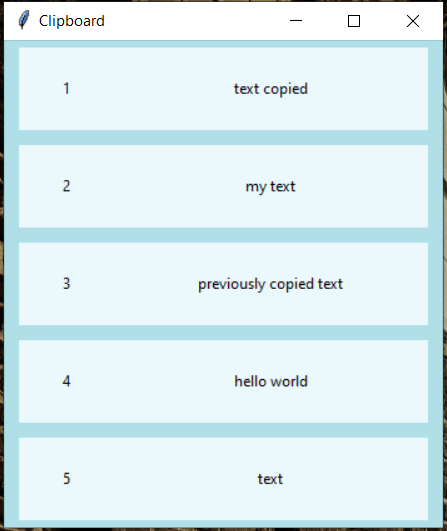 Clipboard
1 text copied
2 my text
3 previously copied text
4 hello world
5 text